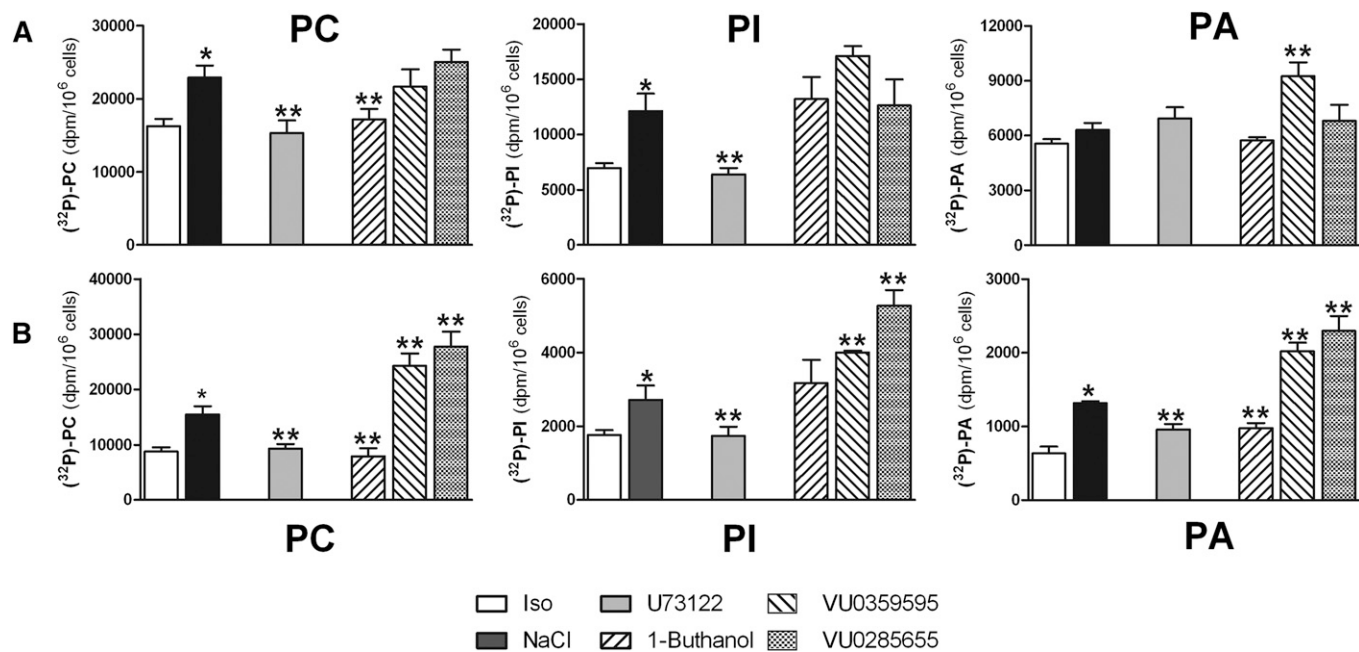 A
PC
PI
PA
(³²P)-PC (dpm/10⁶ cells)
30000
20000
10000
0
*
**
**
(³²P)-PI (dpm/10⁶ cells)
20000
15000
10000
5000
0
*
**
(³²P)-PA (dpm/10⁶ cells)
12000
9000
6000
3000
0
**
B
(³²P)-PC (dpm/10⁶ cells)
40000
30000
20000
10000
0
*
**
**
**
**
(³²P)-PI (dpm/10⁶ cells)
6000
4000
2000
0
*
**
**
**
(³²P)-PA (dpm/10⁶ cells)
3000
2000
1000
0
*
**
**
**
**
PC
PI
PA
Iso
U73122
VU0359595
NaCl
1-Buthanol
VU0285655